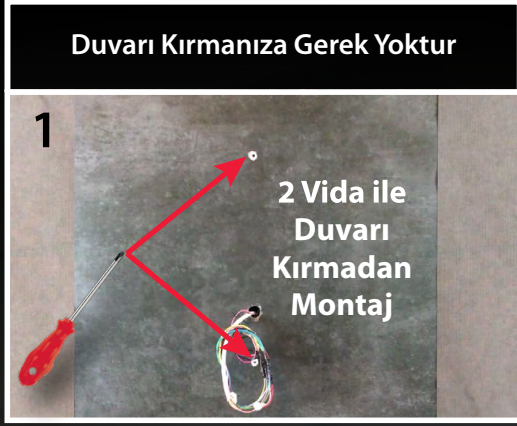 Duvarı Kırmanıza Gerek Yoktur
1
2 Vida ile
Duvarı
Kırmadan
Montaj